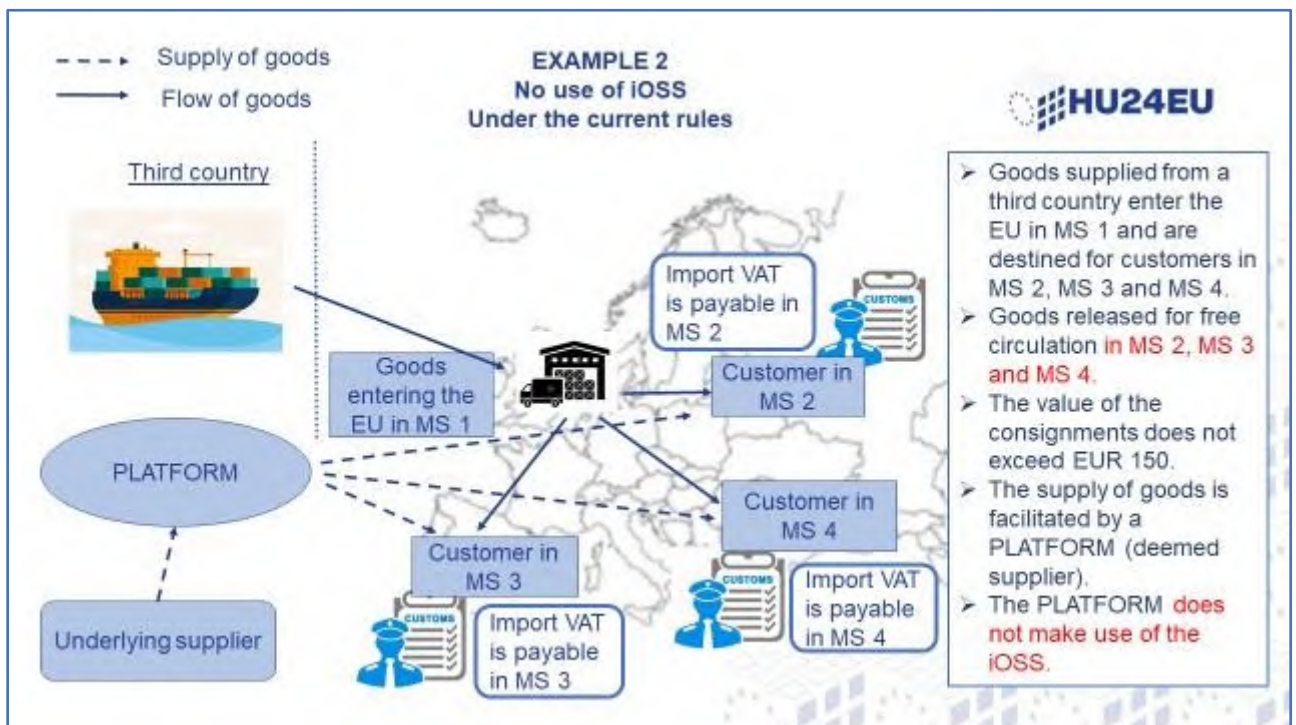 Supply of goods
Flow of goods
EXAMPLE 2
No use of iOSS
Under the current rules
HU24EU
Third country
Goods
entering the
EU in MS 1
Import VAT
is payable in
MS 2
CUSTOMS
Customer in
MS 2
PLATFORM
Customer in
MS 4
Customer in
MS 3
CUSTOMS
Import VAT
is payable
in MS 4
Underlying supplier
CUSTOMS
Import VAT
is payable
in MS 3
➢ Goods supplied from a
third country enter the
EU in MS 1 and are
destined for customers in
MS 2, MS 3 and MS 4.
➢ Goods released for free
circulation in MS 2, MS 3
and MS 4.
➢ The value of the
consignments does not
exceed EUR 150.
➢ The supply of goods is
facilitated by a
PLATFORM (deemed
supplier).
➢ The PLATFORM does
not make use of the
iOSS.